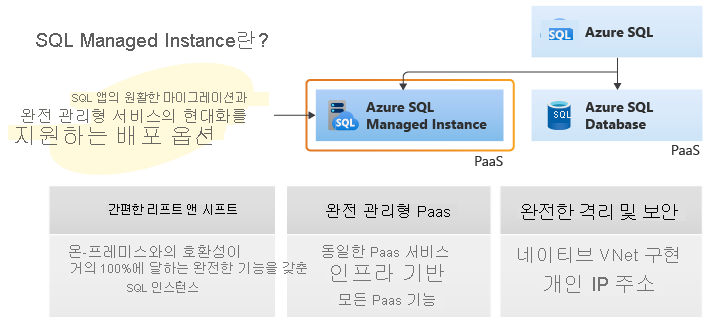 SQL Managed Instance란?
SQL 앱의 원활한 마이그레이션과
완전 관리형 서비스의 현대화를
지원하는 배포 옵션
SQL
Azure SQL
SQL
Azure SQL
Managed Instance
PaaS
SQL
Azure SQL
Database
PaaS
간편한 리프트 앤 시프트
온-프레미스와의 호환성이
거의 100%에 달하는 완전한 기능을 갖춘
SQL 인스턴스
완전 관리형 Paas
동일한 Paas 서비스
인프라 기반
모든 Paas 기능
완전한 격리 및 보안
네이티브 VNet 구현
개인 IP 주소